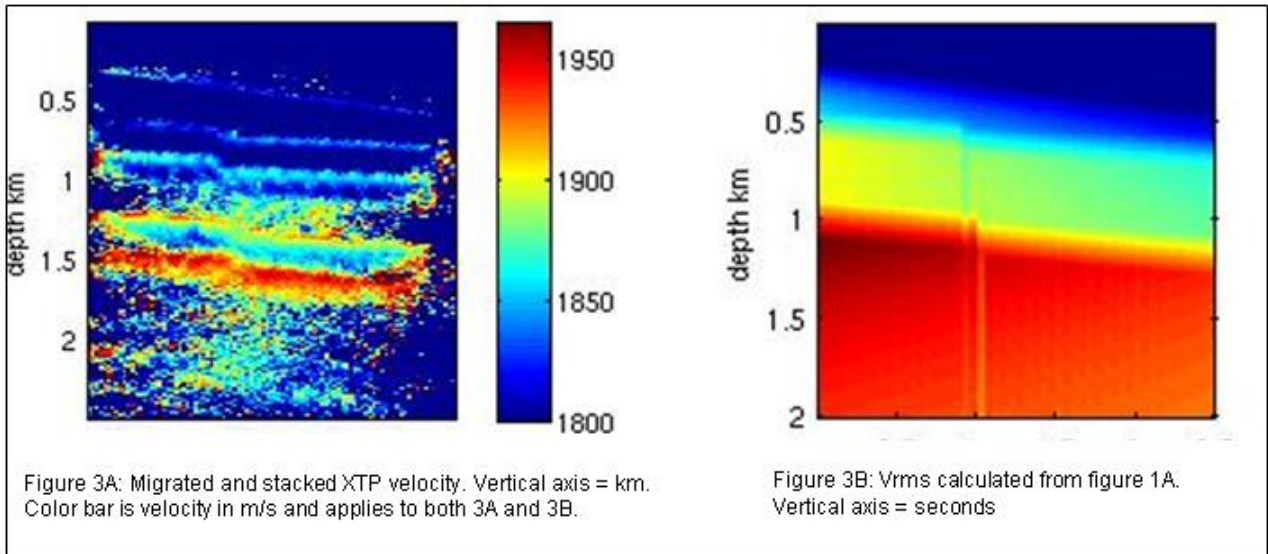 0.5
1
1.5
2
depth km
1950
1900
1850
1800
0.5
1
1.5
2
depth km
Figure 3A: Migrated and stacked XTP velocity. Vertical axis = km.
Color bar is velocity in m/s and applies to both 3A and 3B.
Figure 3B: Vrms calculated from figure 1A.
Vertical axis = seconds